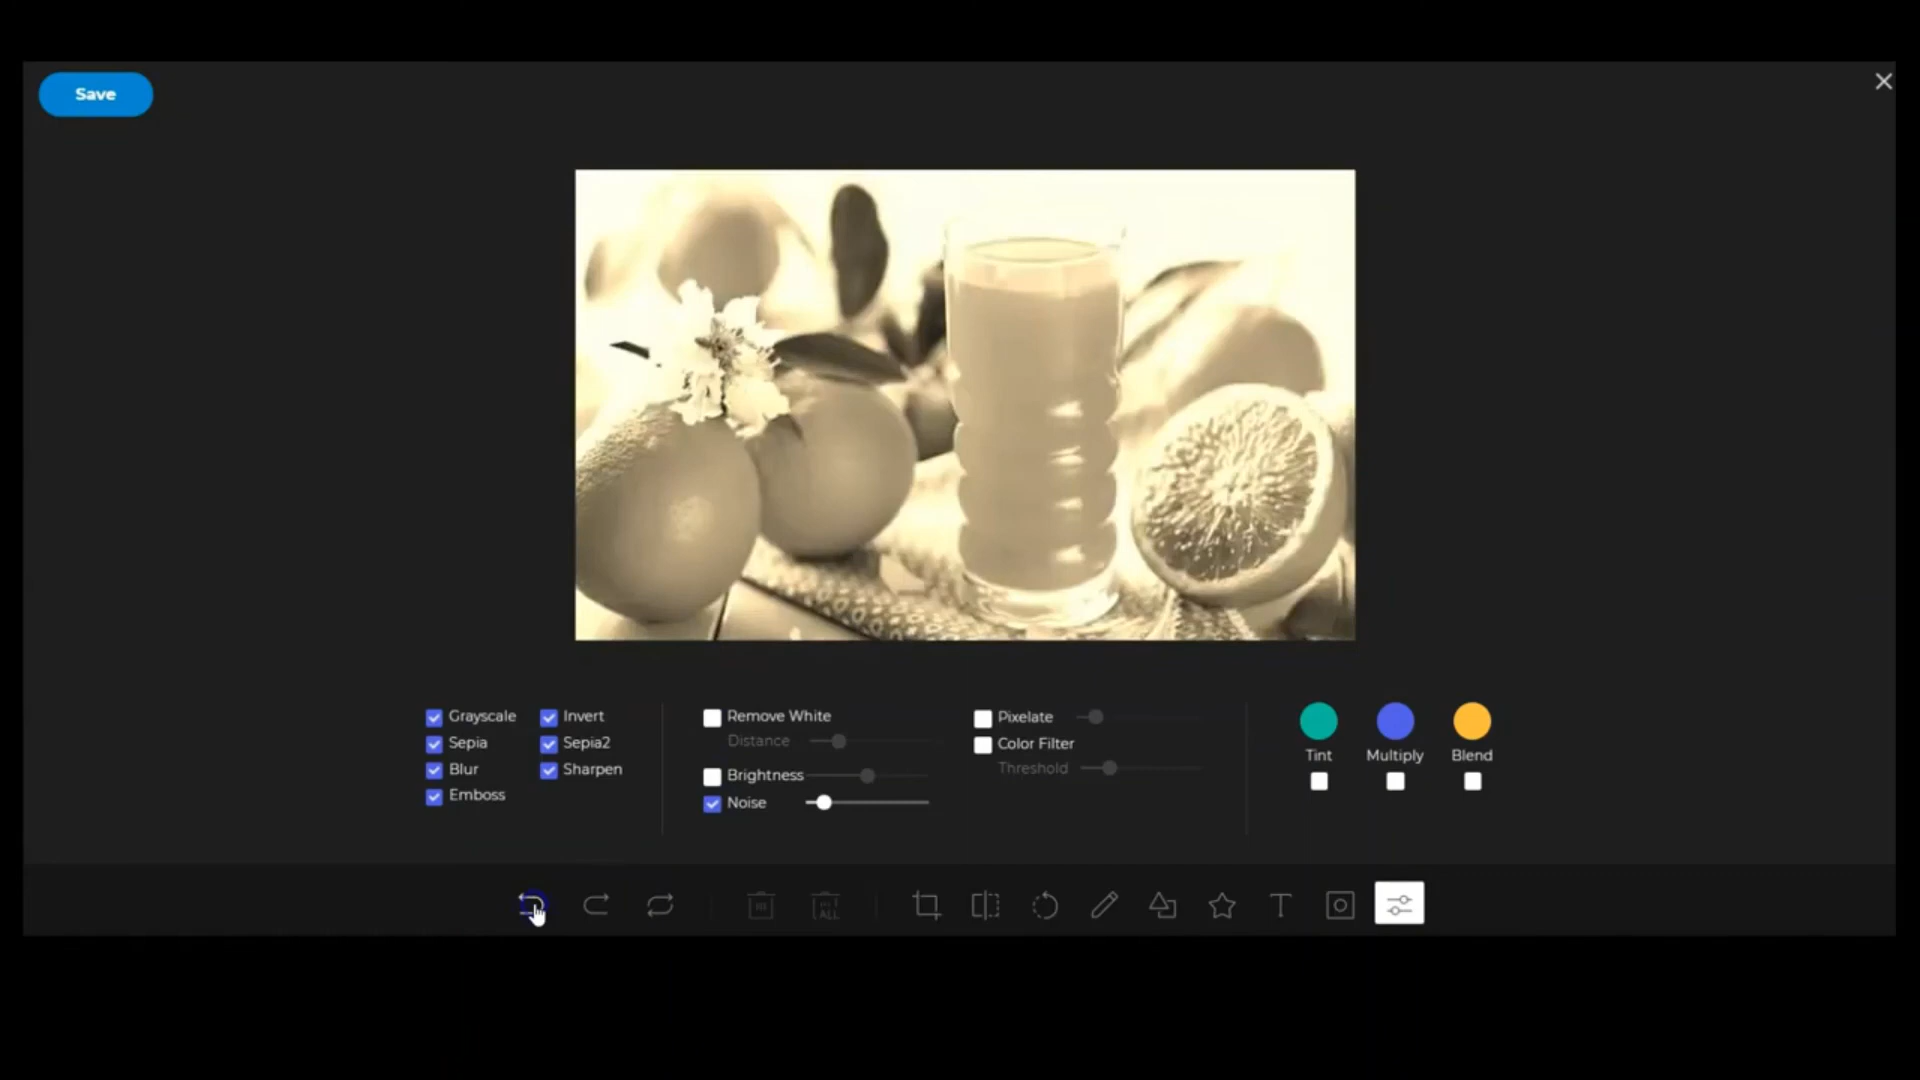 Save
Grayscale
Invert
Sepia
Sepia2
Blur
Sharpen
Emboss
Remove White
Distance
Brightness
Noise
Pixelate
Color Filter
Threshold
Tint
Multiply
Blend
ALL